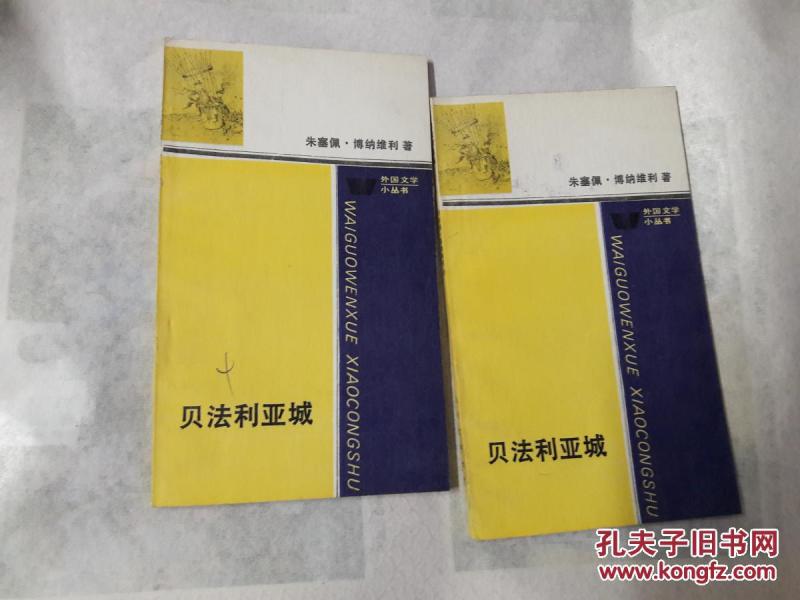 朱塞佩·博纳维利 著
外国文学
小丛书
WAIGUOWENXUE XIAOCONGSHU
贝法利亚城
朱塞佩·博纳维利 著
外国文学
小丛书
WAIGUOWENXUE XIAOCONGSHU
贝法利亚城
孔夫子旧书网
www.kongfz.com